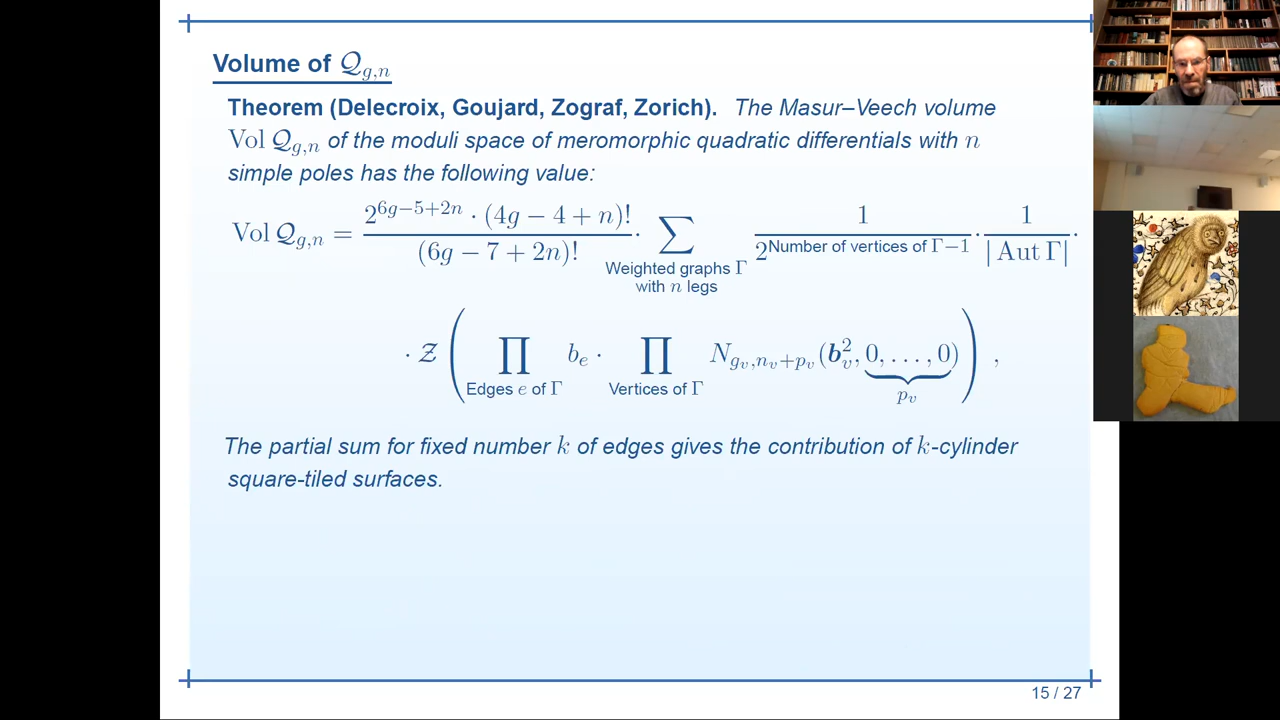 Volume of 𝒬_{g,n}
Theorem (Delecroix, Goujard, Zograf, Zorich). The Masur–Veech volume
Vol 𝒬_{g,n} of the moduli space of meromorphic quadratic differentials with n
simple poles has the following value:
Vol 𝒬_{g,n} = \frac{2^{6g−5+2n} · (4g − 4 + n)!}{(6g − 7 + 2n)!} · ∑_{Weighted graphs Γ with n legs} \frac{1}{2^{Number of vertices of Γ−1}} · \frac{1}{|Aut Γ|} ·
· 𝒵 ( ∏_{Edges e of Γ} b_e · ∏_{Vertices of Γ} N_{g_v,n_v+p_v}(𝒃_v^2, \underbrace{0, . . . , 0}_{p_v}) ) ,
The partial sum for fixed number k of edges gives the contribution of k-cylinder
square-tiled surfaces.
15 / 27